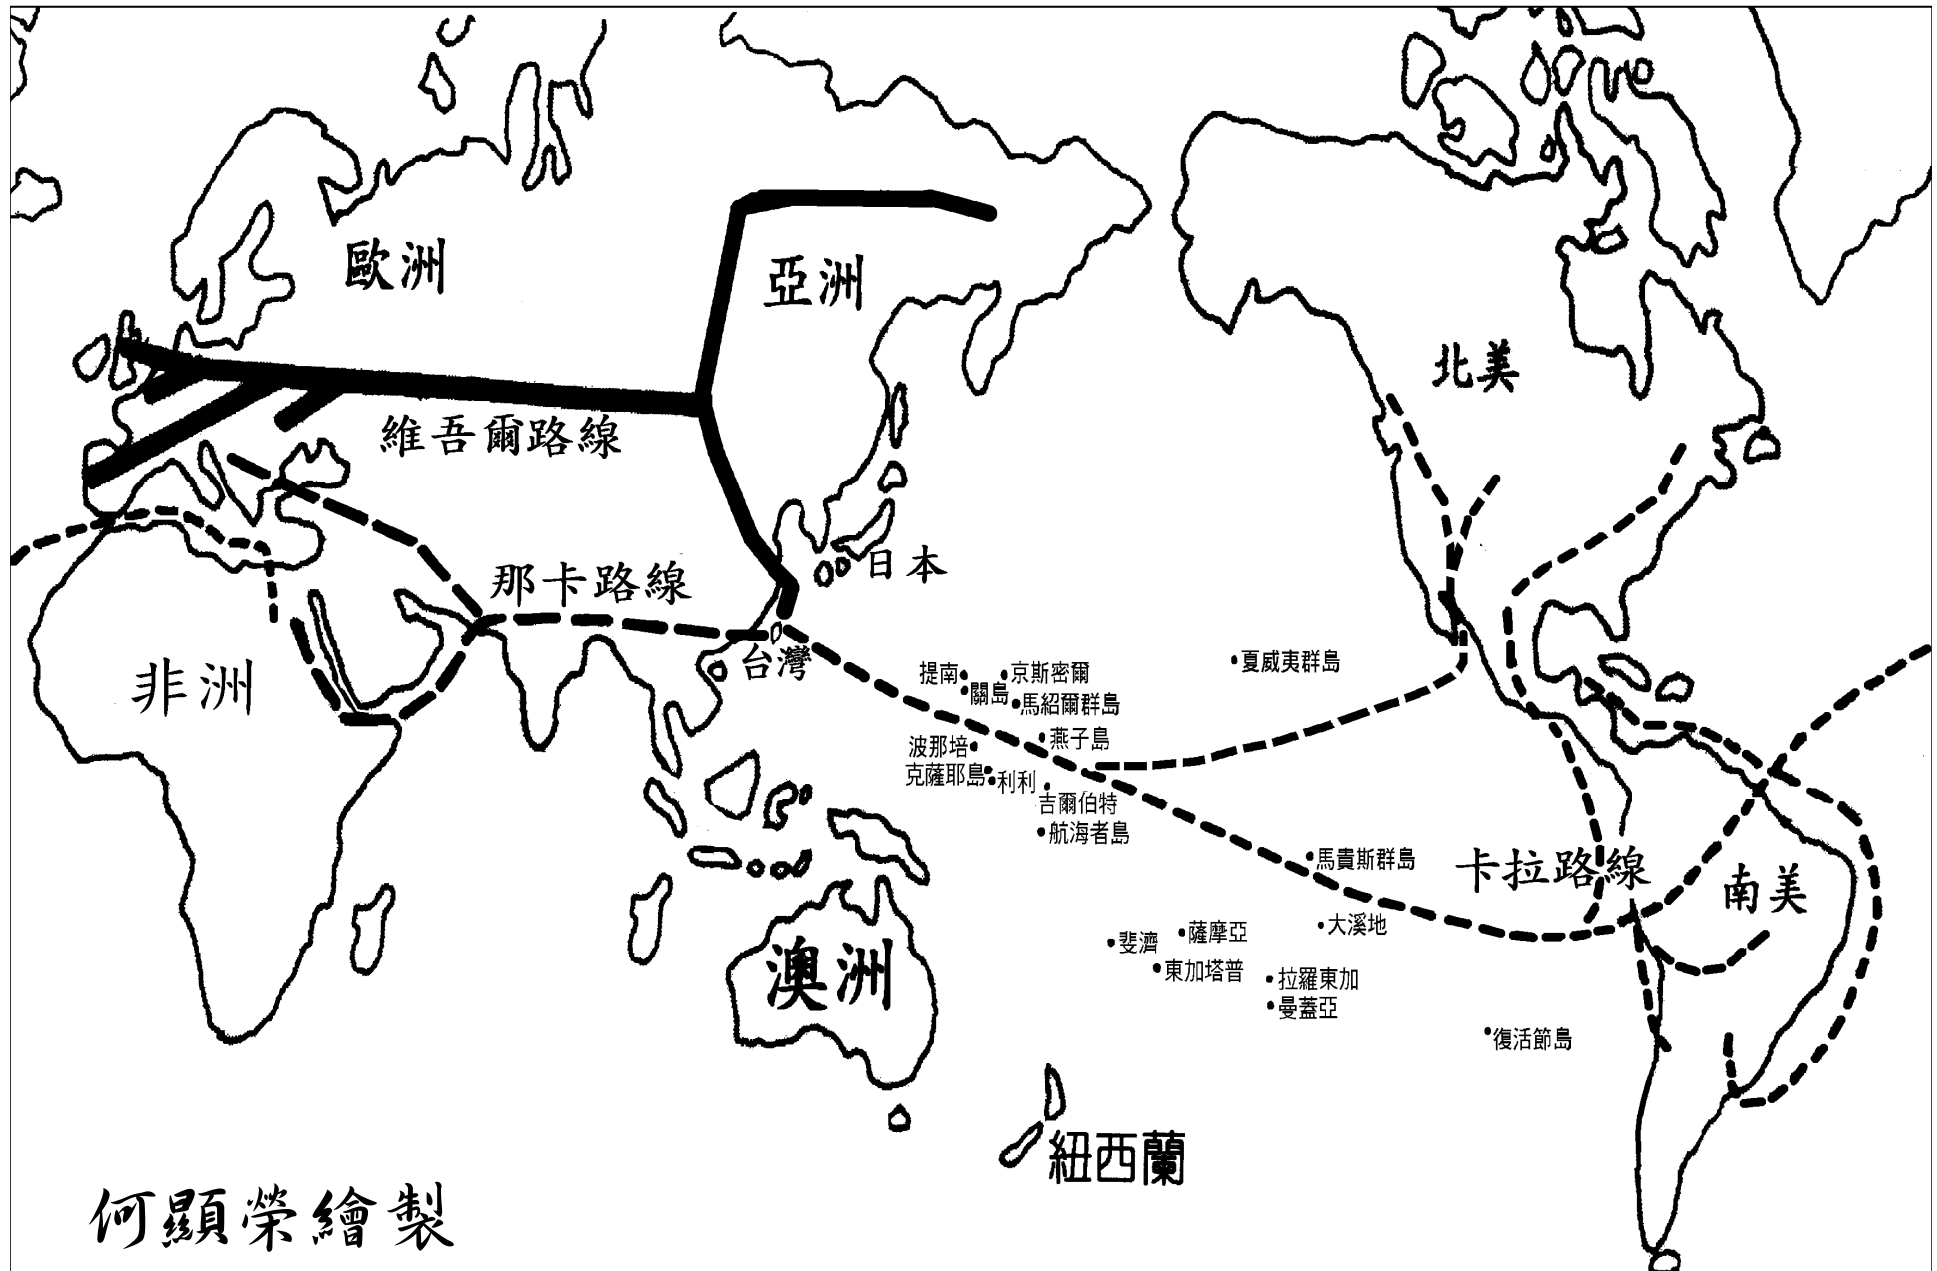 歐洲
亞洲
北美
維吾爾路線
日本
那卡路線
台灣
非洲
提南
京斯密爾
關島
馬紹爾群島
夏威夷群島
燕子島
波那培
克薩耶島
利利
吉爾伯特
航海者島
馬貴斯群島
卡拉路線
南美
大溪地
斐濟
薩摩亞
東加塔普
拉羅東加
曼蓋亞
澳洲
復活節島
紐西蘭
何顯榮繪製